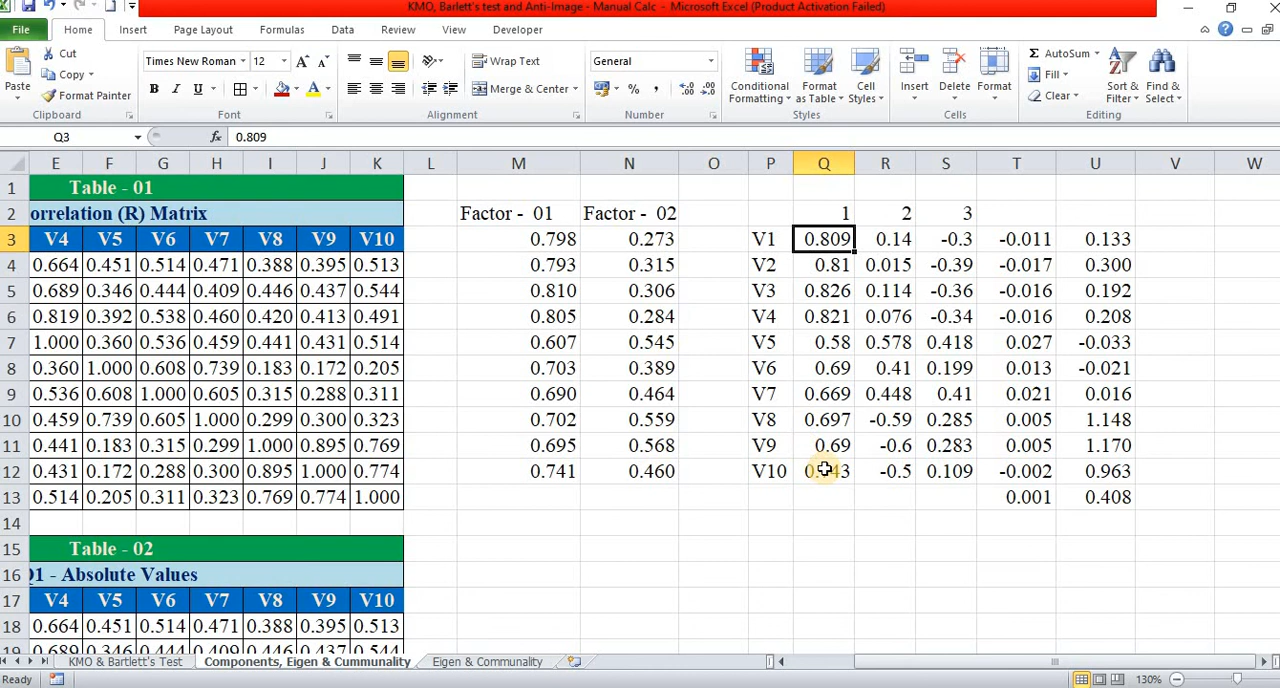 KMO, Barlett's test and Anti-Image - Manual Calc - Microsoft Excel (Product Activation Failed)
File Home Insert Page Layout Formulas Data Review View Developer
Paste Cut Copy Format Painter Clipboard
Times New Roman 12 B I U A Font
Wrap Text Merge & Center Alignment
General % , Number
Conditional Formatting Format as Table Cell Styles Styles
Insert Delete Format Cells
Σ AutoSum Fill Clear Sort & Filter Find & Select Editing
Q3 fx 0.809
E F G H I J K L M N O P Q R S T U V W
1 Table - 01
2 orrelation (R) Matrix Factor - 01 Factor - 02 1 2 3
3 V4 V5 V6 V7 V8 V9 V10 0.798 0.273 V1 0.809 0.14 -0.3 -0.011 0.133
4 0.664 0.451 0.514 0.471 0.388 0.395 0.513 0.793 0.315 V2 0.81 0.015 -0.39 -0.017 0.300
5 0.689 0.346 0.444 0.409 0.446 0.437 0.544 0.810 0.306 V3 0.826 0.114 -0.36 -0.016 0.192
6 0.819 0.392 0.538 0.460 0.420 0.413 0.491 0.805 0.284 V4 0.821 0.076 -0.34 -0.016 0.208
7 1.000 0.360 0.536 0.459 0.441 0.431 0.514 0.607 0.545 V5 0.58 0.578 0.418 0.027 -0.033
8 0.360 1.000 0.608 0.739 0.183 0.172 0.205 0.703 0.389 V6 0.69 0.41 0.199 0.013 -0.021
9 0.536 0.608 1.000 0.605 0.315 0.288 0.311 0.690 0.464 V7 0.669 0.448 0.41 0.021 0.016
10 0.459 0.739 0.605 1.000 0.299 0.300 0.323 0.702 0.559 V8 0.697 -0.59 0.285 0.005 1.148
11 0.441 0.183 0.315 0.299 1.000 0.895 0.769 0.695 0.568 V9 0.69 -0.6 0.283 0.005 1.170
12 0.431 0.172 0.288 0.300 0.895 1.000 0.774 0.741 0.460 V10 -0.5 0.109 -0.002 0.963
13 0.514 0.205 0.311 0.323 0.769 0.774 1.000 0.001 0.408
14
15 Table - 02
16 Q1 - Absolute Values
17 V4 V5 V6 V7 V8 V9 V10
18 0.664 0.451 0.514 0.471 0.388 0.395 0.513
19 0.689 0.346 0.444 0.409 0.446 0.437 0.544
KMO & Bartlett's Test Components, Eigen & Cummunality Eigen & Communality
Ready 130%